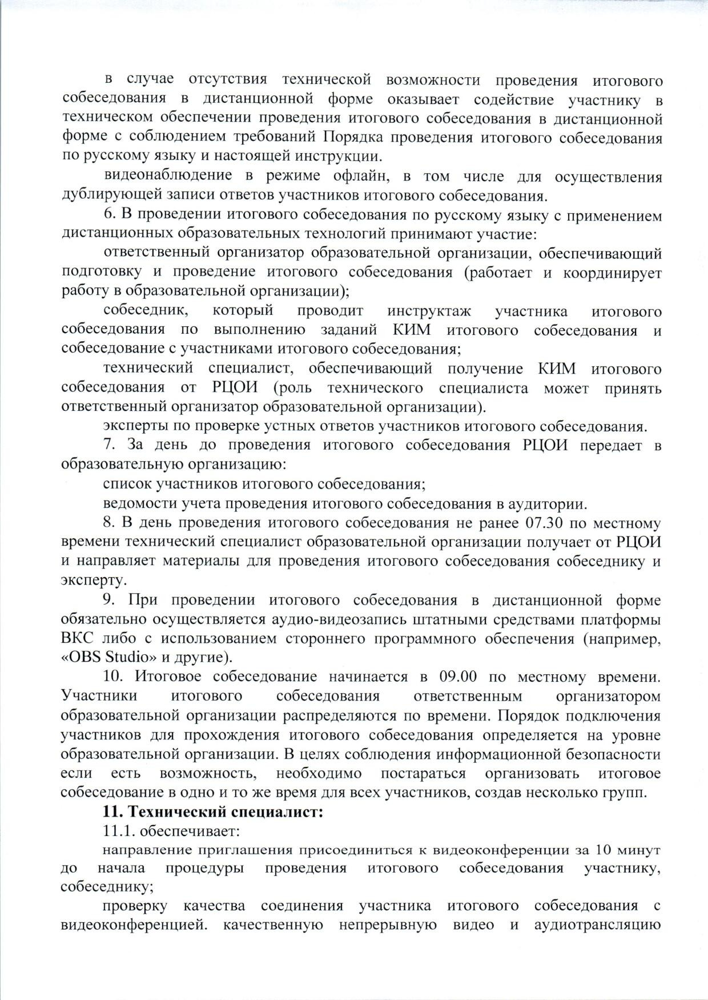 в случае отсутствия технической возможности проведения итогового
собеседования в дистанционной форме оказывает содействие участнику в
техническом обеспечении проведения итогового собеседования в дистанционной
форме с соблюдением требований Порядка проведения итогового собеседования
по русскому языку и настоящей инструкции.
видеонаблюдение в режиме офлайн, в том числе для осуществления
дублирующей записи ответов участников итогового собеседования.
6. В проведении итогового собеседования по русскому языку с применением
дистанционных образовательных технологий принимают участие:
ответственный организатор образовательной организации, обеспечивающий
подготовку и проведение итогового собеседования (работает и координирует
работу в образовательной организации);
собеседник, который проводит инструктаж участника итогового
собеседования по выполнению заданий КИМ итогового собеседования и
собеседование с участниками итогового собеседования;
технический специалист, обеспечивающий получение КИМ итогового
собеседования от РЦОИ (роль технического специалиста может принять
ответственный организатор образовательной организации).
эксперты по проверке устных ответов участников итогового собеседования.
7. За день до проведения итогового собеседования РЦОИ передает в
образовательную организацию:
список участников итогового собеседования;
ведомости учета проведения итогового собеседования в аудитории.
8. В день проведения итогового собеседования не ранее 07.30 по местному
времени технический специалист образовательной организации получает от РЦОИ
и направляет материалы для проведения итогового собеседования собеседнику и
эксперту.
9. При проведении итогового собеседования в дистанционной форме
обязательно осуществляется аудио-видеозапись штатными средствами платформы
ВКС либо с использованием стороннего программного обеспечения (например,
«OBS Studio» и другие).
10. Итоговое собеседование начинается в 09.00 по местному времени.
Участники итогового собеседования ответственным организатором
образовательной организации распределяются по времени. Порядок подключения
участников для прохождения итогового собеседования определяется на уровне
образовательной организации. В целях соблюдения информационной безопасности
если есть возможность, необходимо постараться организовать итоговое
собеседование в одно и то же время для всех участников, создав несколько групп.
11. Технический специалист:
11.1. обеспечивает:
направление приглашения присоединиться к видеоконференции за 10 минут
до начала процедуры проведения итогового собеседования участнику,
собеседнику;
проверку качества соединения участника итогового собеседования с
видеоконференцией. качественную непрерывную видео и аудиотрансляцию